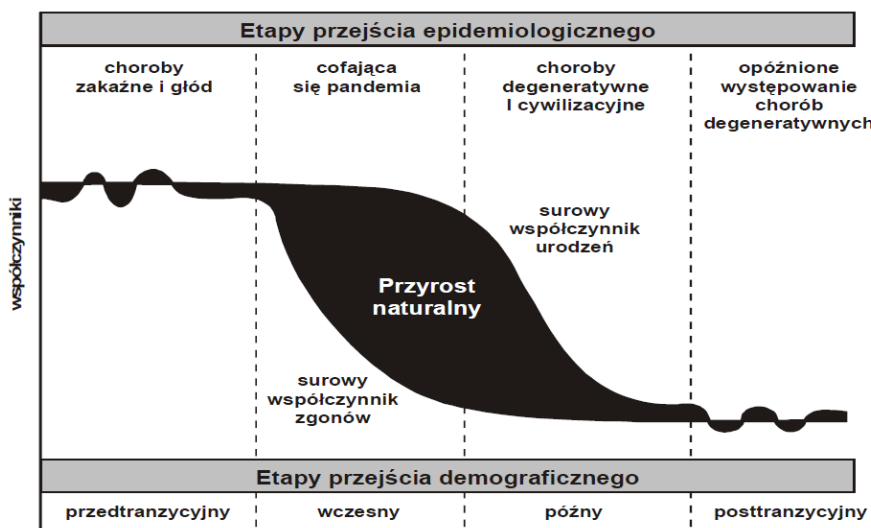 Etapy przejścia epidemiologicznego
choroby
zakaźne i głód
cofająca
się pandemia
choroby
degeneratywne
I cywilizacyjne
opóźnione
występowanie
chorób
degeneratywnych
współczynniki
surowy
współczynnik
urodzeń
Przyrost
naturalny
surowy
współczynnik
zgonów
Etapy przejścia demograficznego
przedtranzycyjny
wczesny
późny
posttranzycyjny